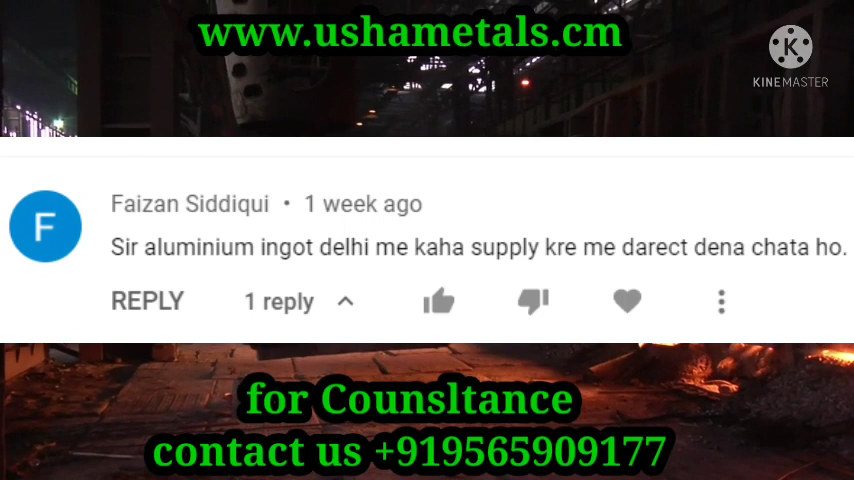 www.ushametals.cm
K
KINEMASTER
F
Faizan Siddiqui • 1 week ago
Sir aluminium ingot delhi me kaha supply kre me darect dena chata ho.
REPLY 1 reply
for Counsltance
contact us +919565909177